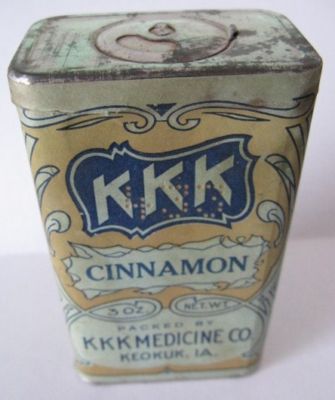 KKK
CINNAMON
3 OZ. NET. WT.
PACKED BY
K K K MEDICINE CO.
KEOKUK, IA.